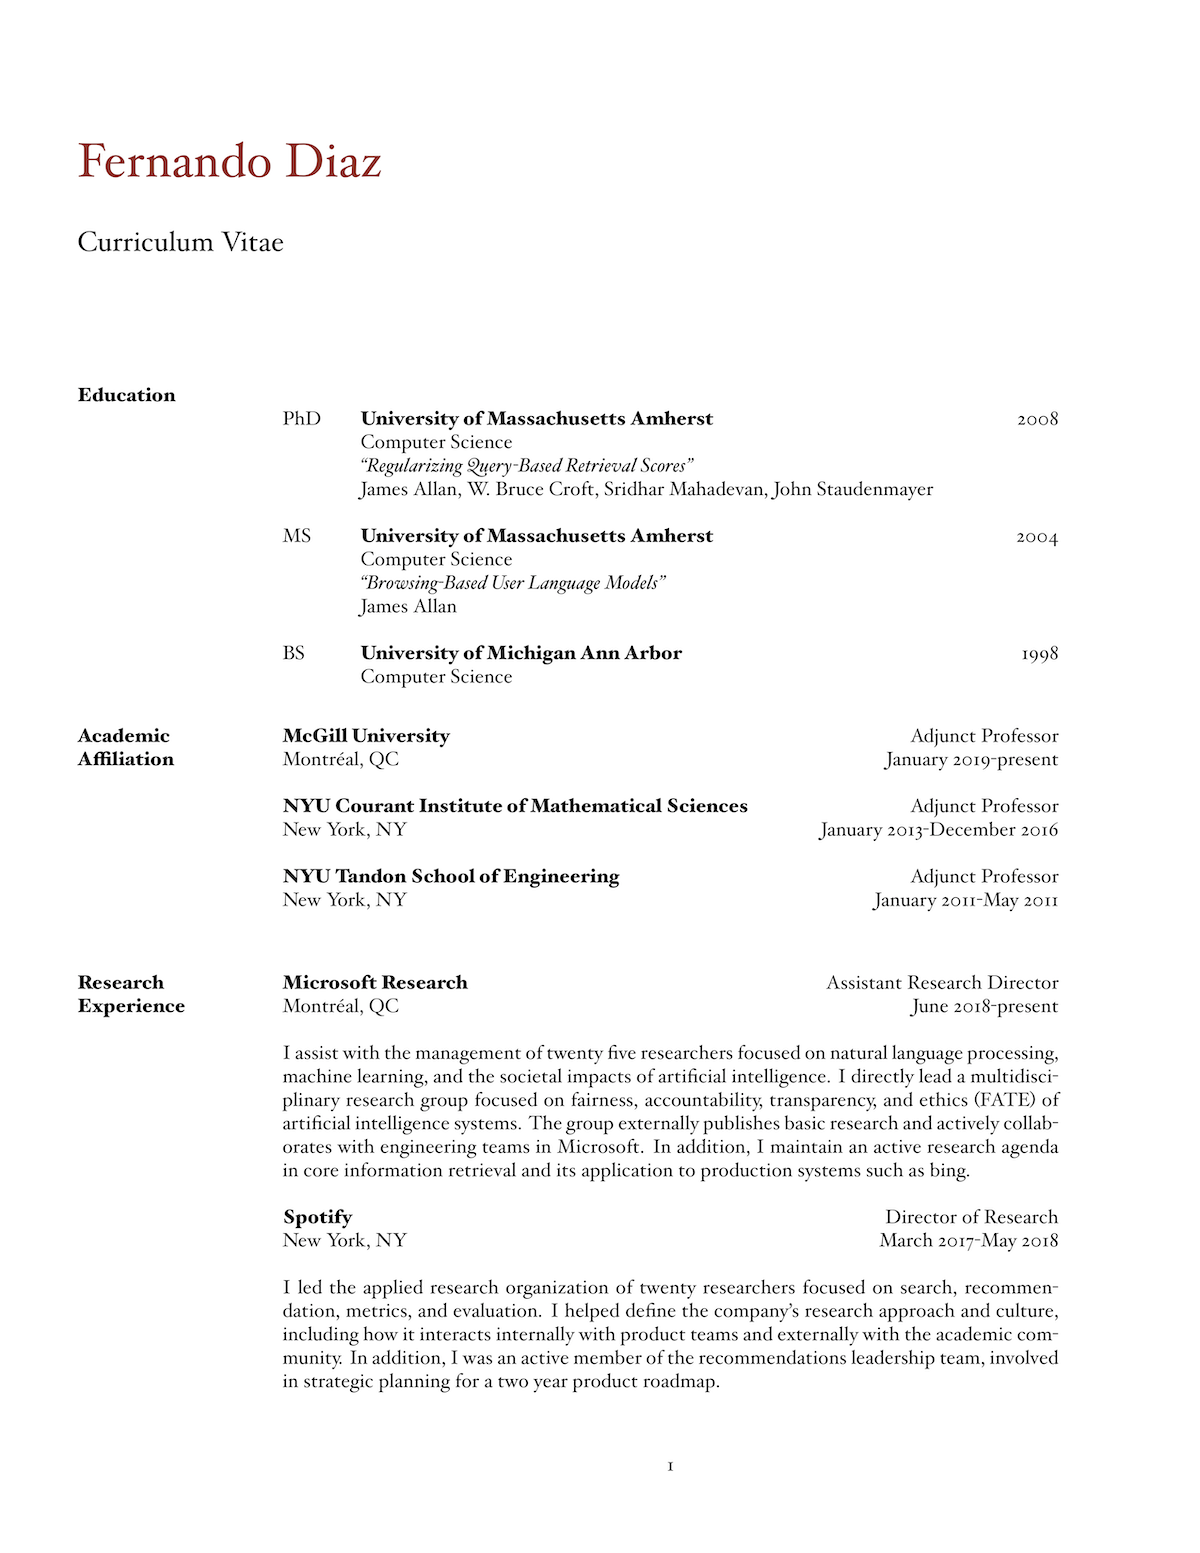 Fernando Diaz
Curriculum Vitae
Education
PhD University of Massachusetts Amherst 2008
Computer Science
“Regularizing Query-Based Retrieval Scores”
James Allan, W. Bruce Croft, Sridhar Mahadevan, John Staudenmayer
MS University of Massachusetts Amherst 2004
Computer Science
“Browsing-Based User Language Models”
James Allan
BS University of Michigan Ann Arbor 1998
Computer Science
Academic McGill University Adjunct Professor
Affiliation Montréal, QC January 2019-present
NYU Courant Institute of Mathematical Sciences Adjunct Professor
New York, NY January 2013-December 2016
NYU Tandon School of Engineering Adjunct Professor
New York, NY January 2011-May 2011
Research Microsoft Research Assistant Research Director
Experience Montréal, QC June 2018-present
I assist with the management of twenty five researchers focused on natural language processing,
machine learning, and the societal impacts of artificial intelligence. I directly lead a multidisci-
plinary research group focused on fairness, accountability, transparency, and ethics (FATE) of
artificial intelligence systems. The group externally publishes basic research and actively collab-
orates with engineering teams in Microsoft. In addition, I maintain an active research agenda
in core information retrieval and its application to production systems such as bing.
Spotify Director of Research
New York, NY March 2017-May 2018
I led the applied research organization of twenty researchers focused on search, recommen-
dation, metrics, and evaluation. I helped define the company’s research approach and culture,
including how it interacts internally with product teams and externally with the academic com-
munity. In addition, I was an active member of the recommendations leadership team, involved
in strategic planning for a two year product roadmap.
1